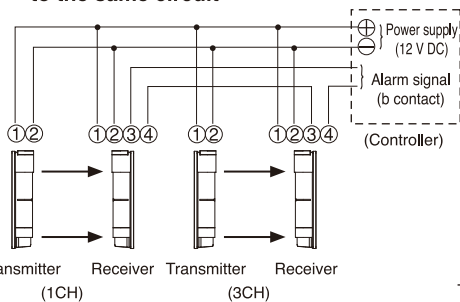 to the same circuit
⊕ Power supply
⊖ (12 V DC)
Alarm signal
(b contact)
(Controller)
①② ①②③④ ①② ①②③④
ansmitter Receiver Transmitter Receiver
(1CH) (3CH)